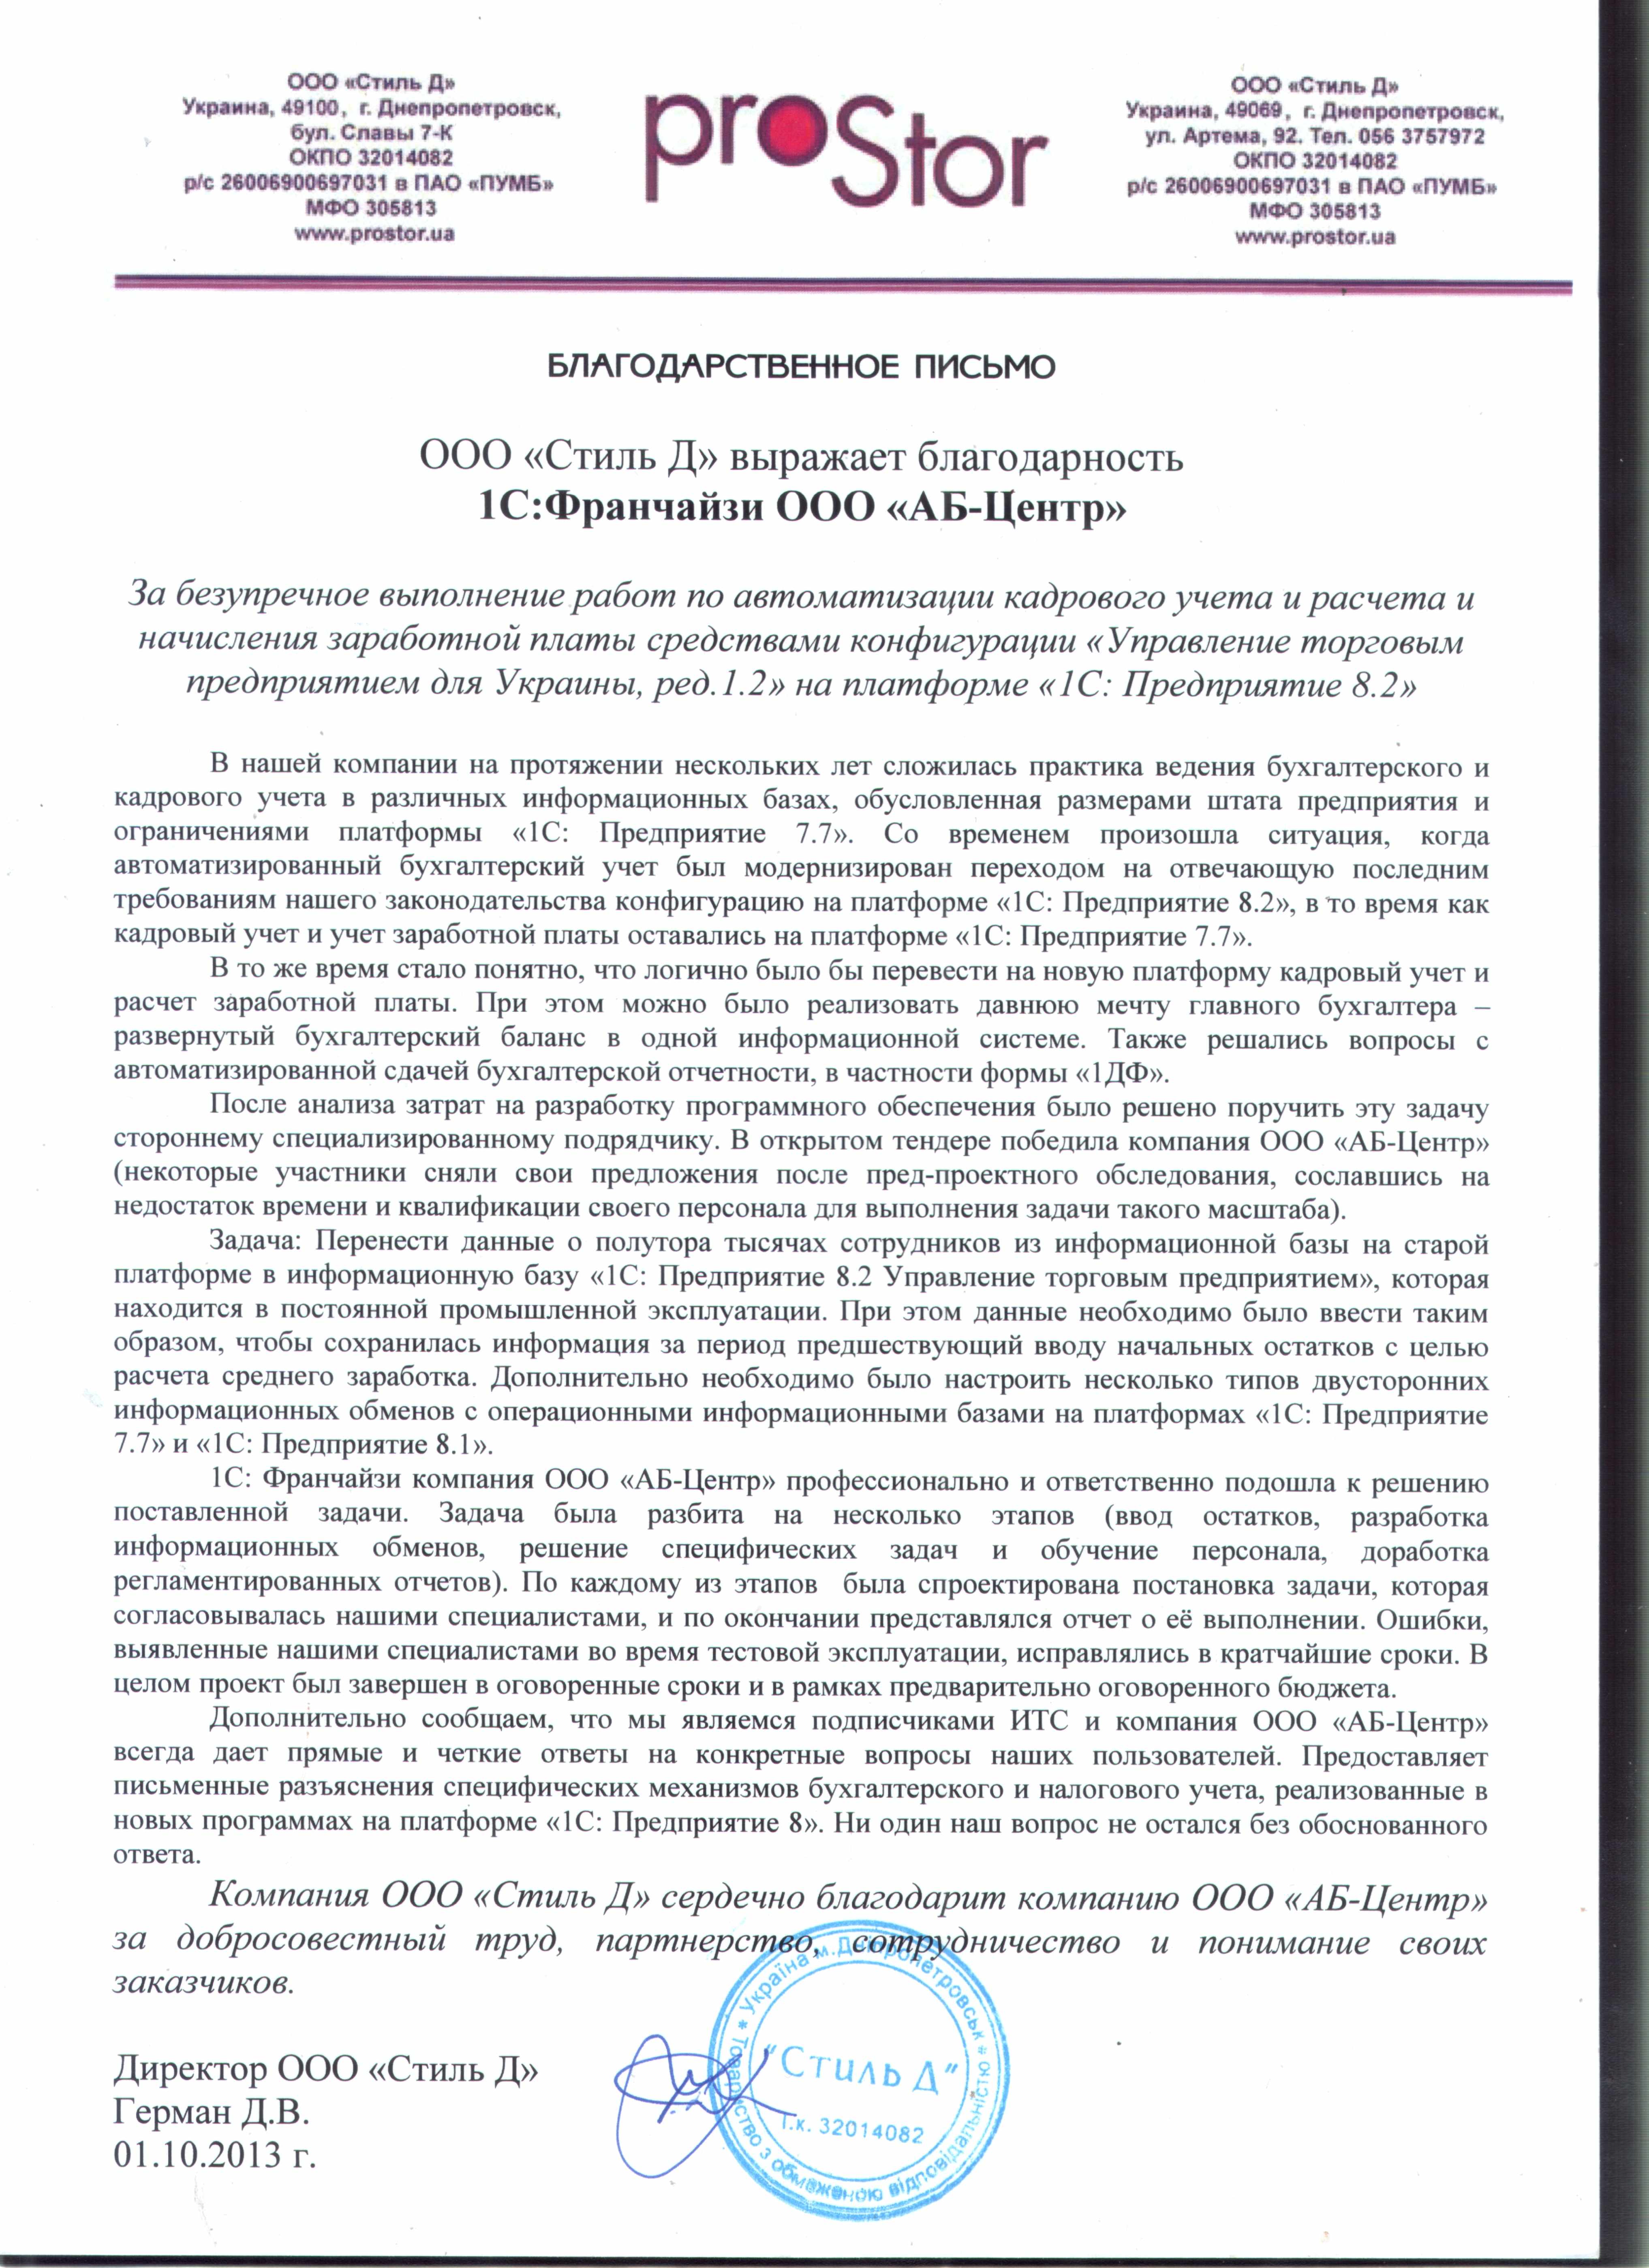 ООО «Стиль Д»
Украина, 49100, г. Днепропетровск,
бул. Славы 7-К
ОКПО 32014082
р/с 26006900697031 в ПАО «ПУМБ»
МФО 305813
www.prostor.ua
proStor
ООО «Стиль Д»
Украина, 49069, г. Днепропетровск,
ул. Артема, 92. Тел. 056 3757972
ОКПО 32014082
р/с 26006900697031 в ПАО «ПУМБ»
МФО 305813
www.prostor.ua
БЛАГОДАРСТВЕННОЕ ПИСЬМО
ООО «Стиль Д» выражает благодарность
1С:Франчайзи ООО «АБ-Центр»
За безупречное выполнение работ по автоматизации кадрового учета и расчета и
начисления заработной платы средствами конфигурации «Управление торговым
предприятием для Украины, ред.1.2» на платформе «1С: Предприятие 8.2»
В нашей компании на протяжении нескольких лет сложилась практика ведения бухгалтерского и
кадрового учета в различных информационных базах, обусловленная размерами штата предприятия и
ограничениями платформы «1С: Предприятие 7.7». Со временем произошла ситуация, когда
автоматизированный бухгалтерский учет был модернизирован переходом на отвечающую последним
требованиям нашего законодательства конфигурацию на платформе «1С: Предприятие 8.2», в то время как
кадровый учет и учет заработной платы оставались на платформе «1С: Предприятие 7.7».
В то же время стало понятно, что логично было бы перевести на новую платформу кадровый учет и
расчет заработной платы. При этом можно было реализовать давнюю мечту главного бухгалтера –
развернутый бухгалтерский баланс в одной информационной системе. Также решались вопросы с
автоматизированной сдачей бухгалтерской отчетности, в частности формы «1ДФ».
После анализа затрат на разработку программного обеспечения было решено поручить эту задачу
стороннему специализированному подрядчику. В открытом тендере победила компания ООО «АБ-Центр»
(некоторые участники сняли свои предложения после пред-проектного обследования, сославшись на
недостаток времени и квалификации своего персонала для выполнения задачи такого масштаба).
Задача: Перенести данные о полутора тысячах сотрудников из информационной базы на старой
платформе в информационную базу «1С: Предприятие 8.2 Управление торговым предприятием», которая
находится в постоянной промышленной эксплуатации. При этом данные необходимо было ввести таким
образом, чтобы сохранилась информация за период предшествующий вводу начальных остатков с целью
расчета среднего заработка. Дополнительно необходимо было настроить несколько типов двусторонних
информационных обменов с операционными информационными базами на платформах «1С: Предприятие
7.7» и «1С: Предприятие 8.1».
1С: Франчайзи компания ООО «АБ-Центр» профессионально и ответственно подошла к решению
поставленной задачи. Задача была разбита на несколько этапов (ввод остатков, разработка
информационных обменов, решение специфических задач и обучение персонала, доработка
регламентированных отчетов). По каждому из этапов была спроектирована постановка задачи, которая
согласовывалась нашими специалистами, и по окончании представлялся отчет о её выполнении. Ошибки,
выявленные нашими специалистами во время тестовой эксплуатации, исправлялись в кратчайшие сроки. В
целом проект был завершен в оговоренные сроки и в рамках предварительно оговоренного бюджета.
Дополнительно сообщаем, что мы являемся подписчиками ИТС и компания ООО «АБ-Центр»
всегда дает прямые и четкие ответы на конкретные вопросы наших пользователей. Предоставляет
письменные разъяснения специфических механизмов бухгалтерского и налогового учета, реализованные в
новых программах на платформе «1С: Предприятие 8». Ни один наш вопрос не остался без обоснованного
ответа.
Компания ООО «Стиль Д» сердечно благодарит компанию ООО «АБ-Центр»
за добросовестный труд, партнерство, сотрудничество и понимание своих
заказчиков.
Директор ООО «Стиль Д»
Герман Д.В.
01.10.2013 г.
* Україна м.Дніпропетровськ *
Товариство з обмеженою відповідальністю
"Стиль Д"
І.к. 32014082